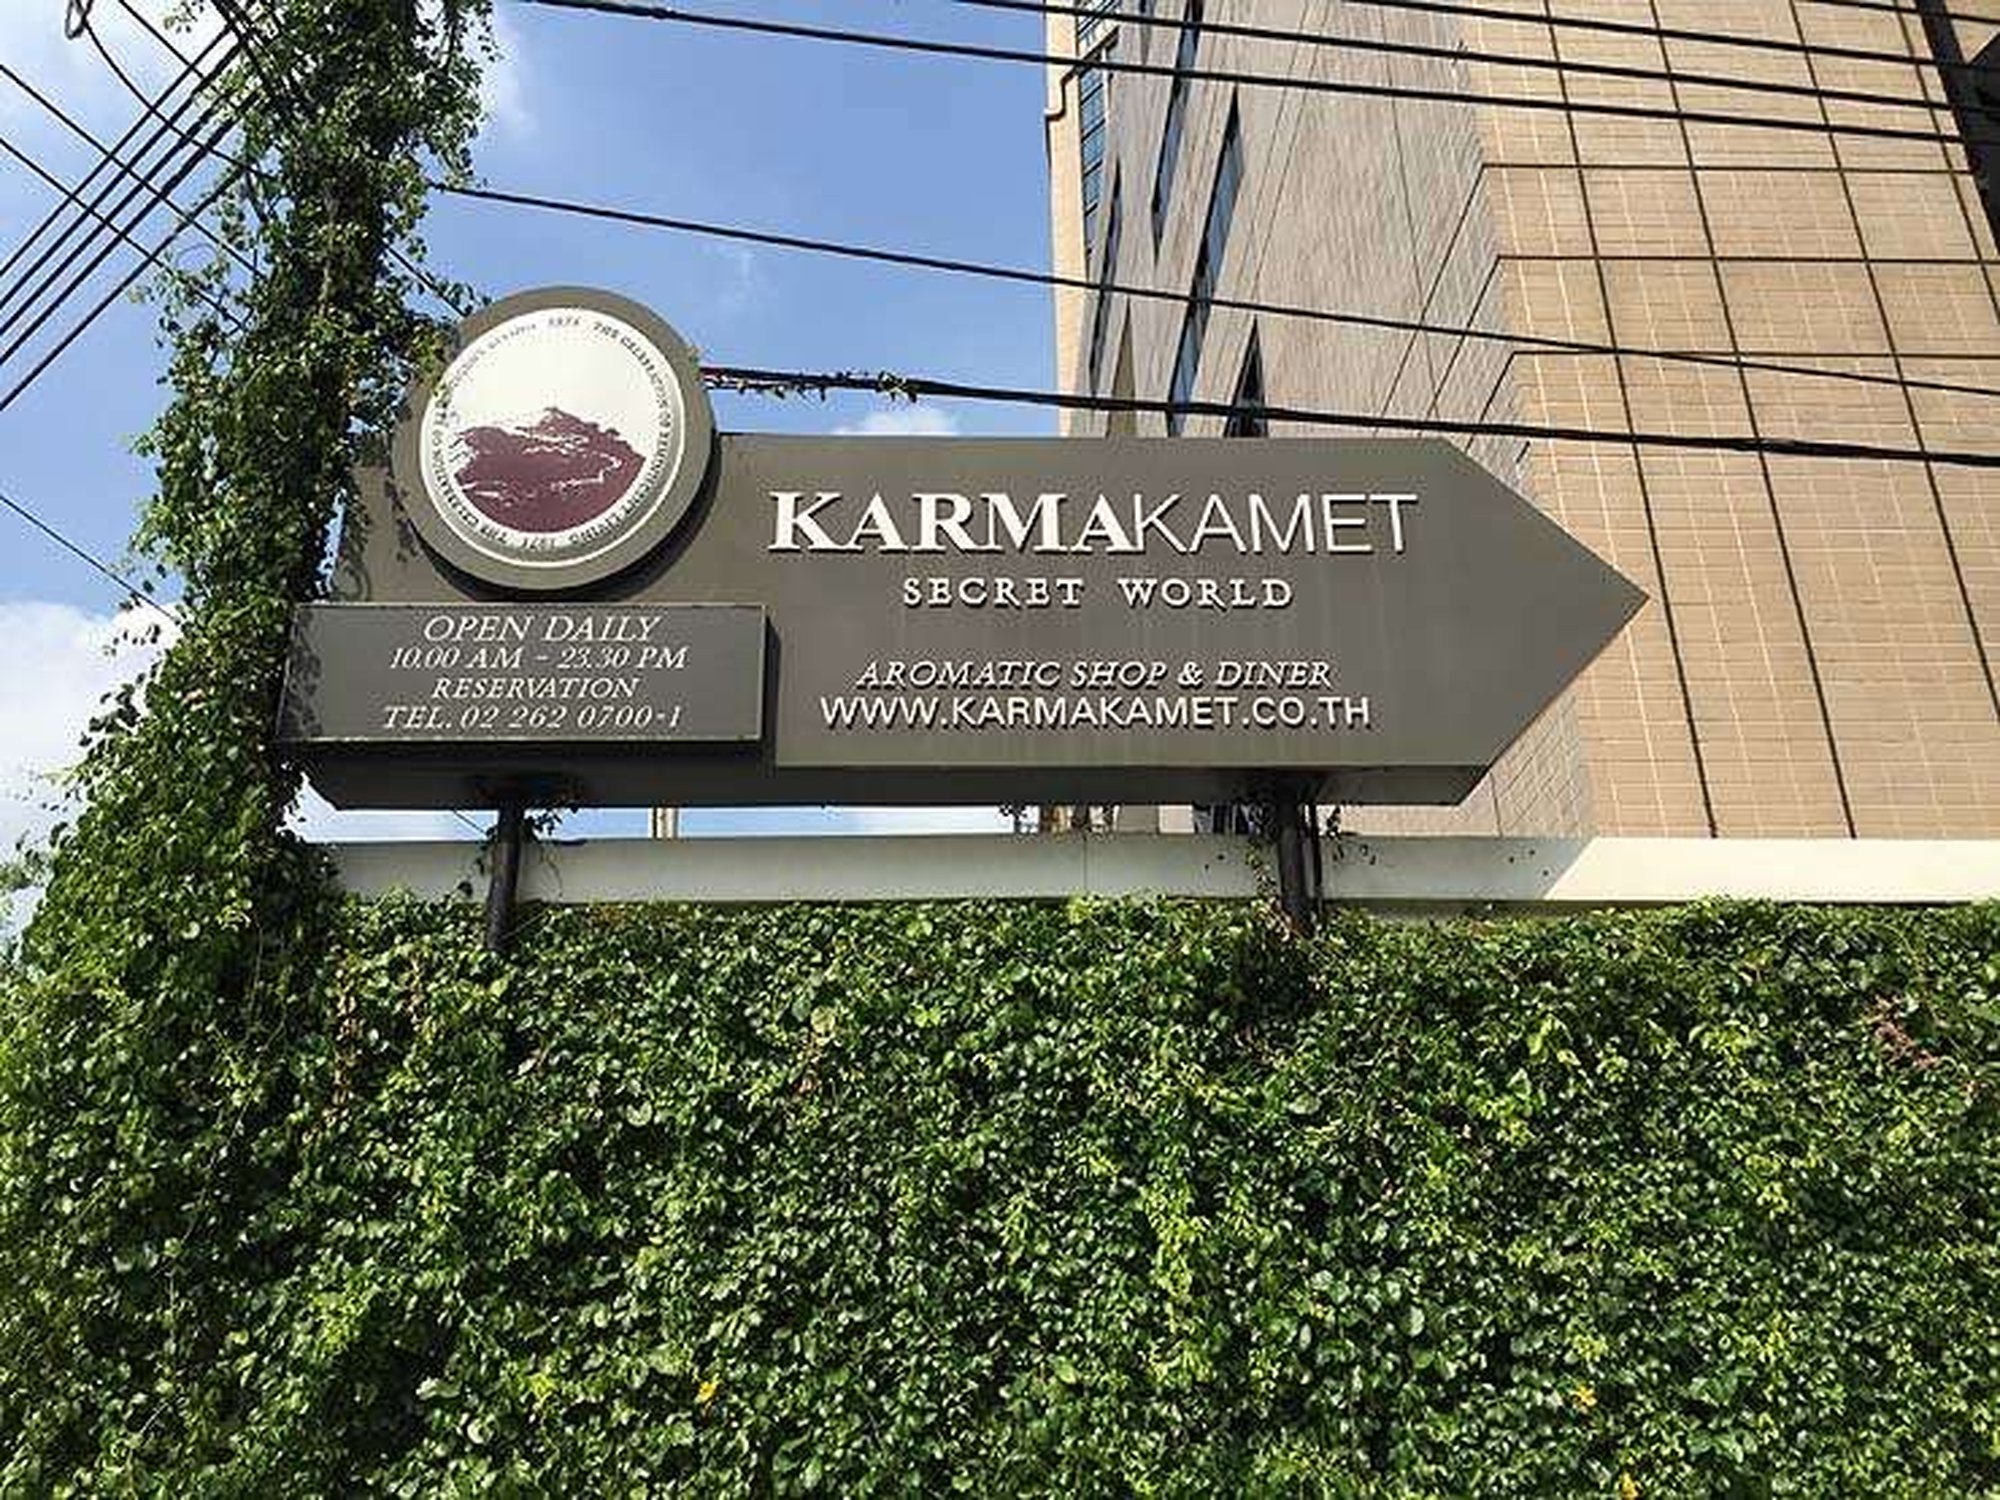 KARMAKAMET
SECRET WORLD
AROMATIC SHOP & DINER
WWW.KARMAKAMET.CO.TH
OPEN DAILY
10.00 AM - 23.30 PM
RESERVATION
TEL. 02 262 0700-1